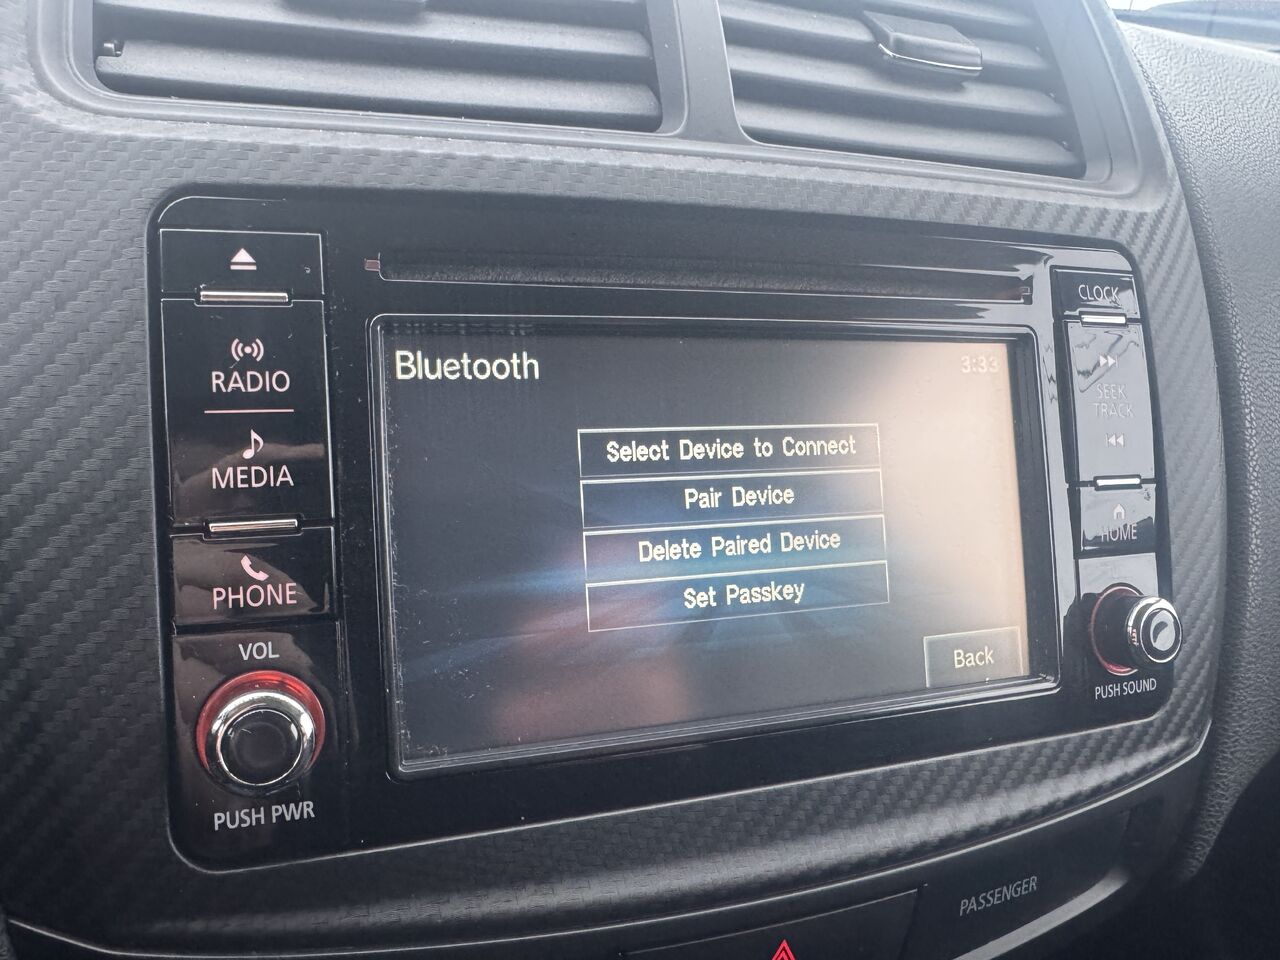 RADIO
MEDIA
PHONE
VOL
PUSH PWR
Bluetooth
3:33
Select Device to Connect
Pair Device
Delete Paired Device
Set Passkey
Back
CLOCK
SEEK
TRACK
HOME
PUSH SOUND
PASSENGER